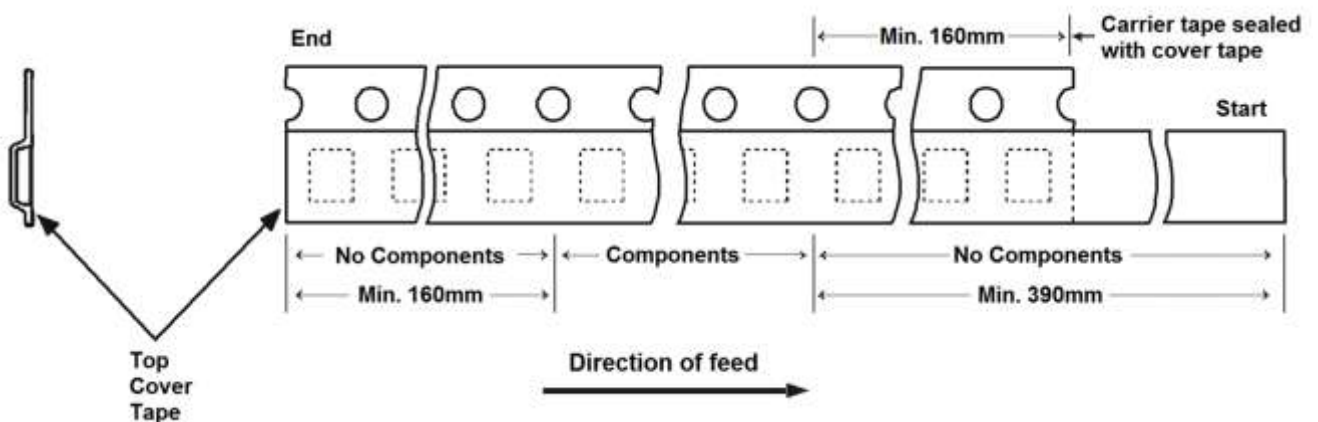 End
Min. 160mm
Carrier tape sealed
with cover tape
Start
No Components
Components
No Components
Min. 160mm
Min. 390mm
Top
Cover
Tape
Direction of feed